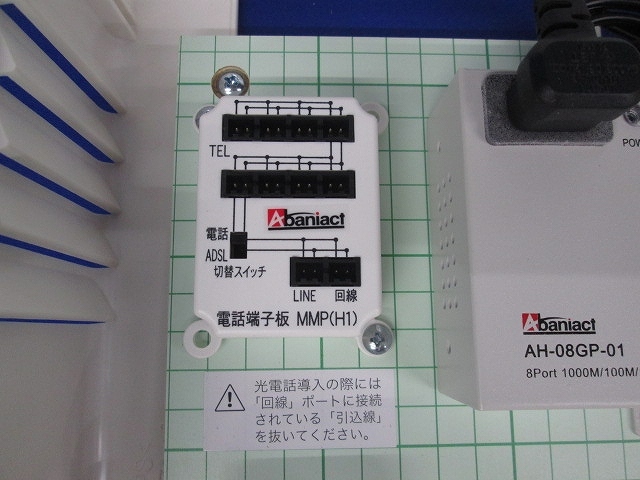 TEL
Abaniact
電話
ADSL
切替スイッチ
LINE 回線
電話端子板 MMP(H1)
光電話導入の際には
「回線」ポートに接続
されている「引込線」
を抜いてください。
Abaniact
AH-08GP-01
8Port 1000M/100M/